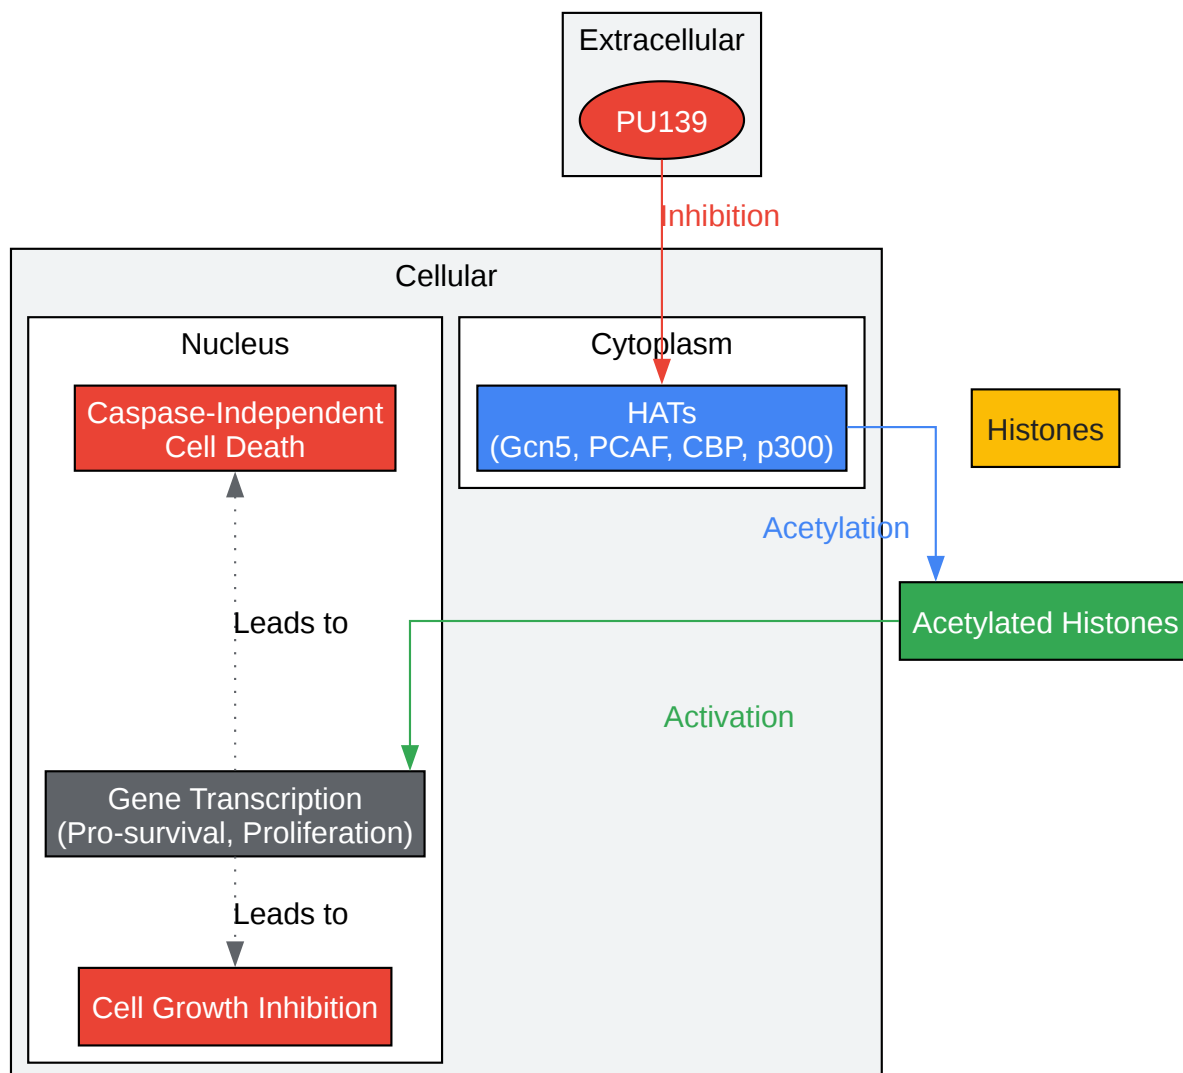 Extracellular
PU139
Inhibition
Cellular
Nucleus
Cytoplasm
Caspase-Independent
Cell Death
HATs
(Gcn5, PCAF, CBP, p300)
Histones
Acetylation
Leads to
Acetylated Histones
Activation
Gene Transcription
(Pro-survival, Proliferation)
Leads to
Cell Growth Inhibition